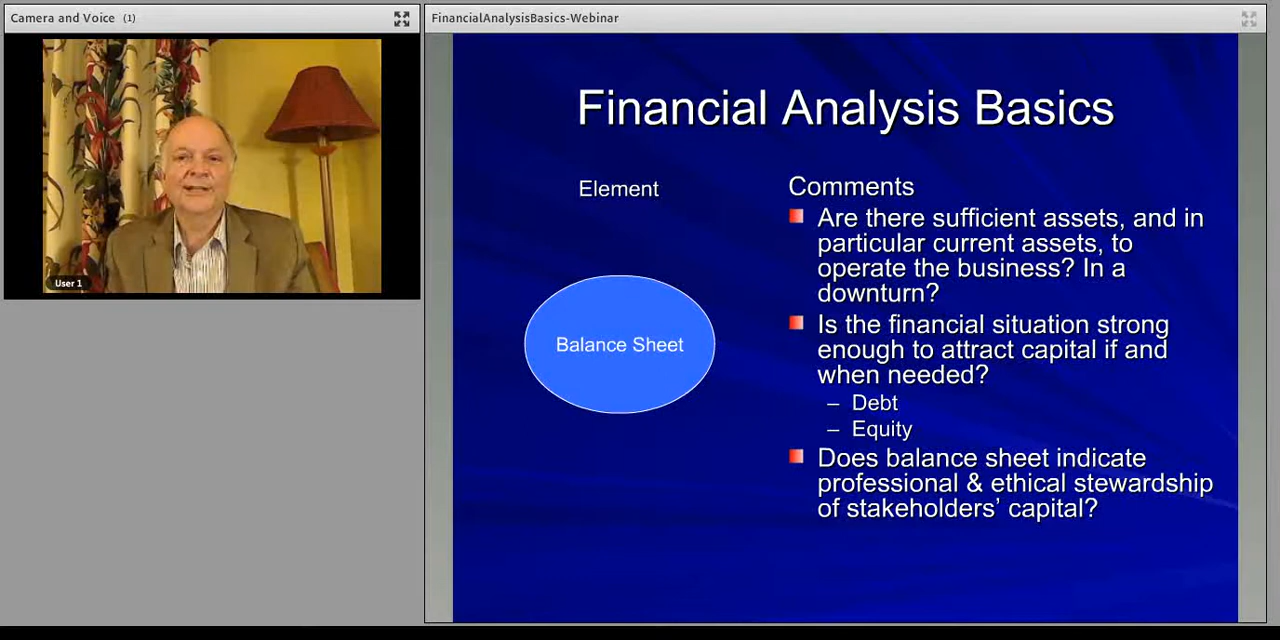 Camera and Voice (1)
FinancialAnalysisBasics-Webinar
User 1
Financial Analysis Basics
Element
Balance Sheet
Comments
Are there sufficient assets, and in
particular current assets, to
operate the business? In a
downturn?
Is the financial situation strong
enough to attract capital if and
when needed?
– Debt
– Equity
Does balance sheet indicate
professional & ethical stewardship
of stakeholders’ capital?